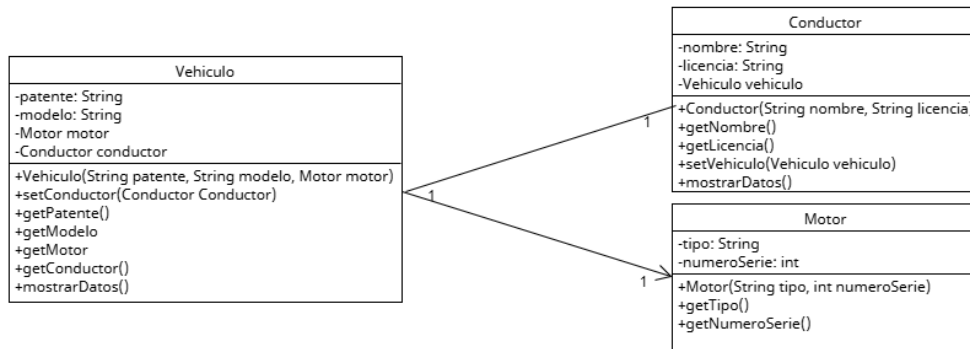 Vehiculo
-patente: String
-modelo: String
-Motor motor
-Conductor conductor
+Vehiculo(String patente, String modelo, Motor motor)
+setConductor(Conductor Conductor)
+getPatente()
+getModelo
+getMotor
+getConductor()
+mostrarDatos()
1
1
1
Conductor
-nombre: String
-licencia: String
-Vehiculo vehiculo
+Conductor(String nombre, String licencia)
+getNombre()
+getLicencia()
+setVehiculo(Vehiculo vehiculo)
+mostrarDatos()
Motor
-tipo: String
-numeroSerie: int
+Motor(String tipo, int numeroSerie)
+getTipo()
+getNumeroSerie()